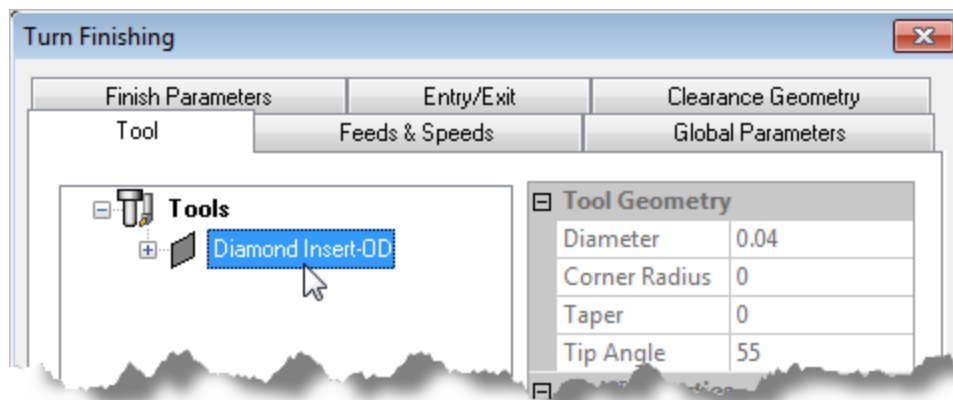 Turn Finishing
Finish Parameters Entry/Exit Clearance Geometry
Tool Feeds & Speeds Global Parameters
Tools
Diamond Insert-OD
Tool Geometry
Diameter 0.04
Corner Radius 0
Taper 0
Tip Angle 55